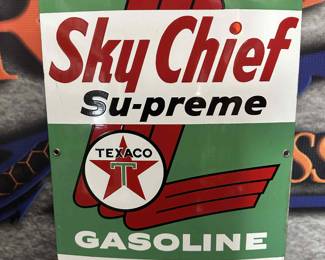 Sky Chief
Su-preme
TEXACO
T
GASOLINE